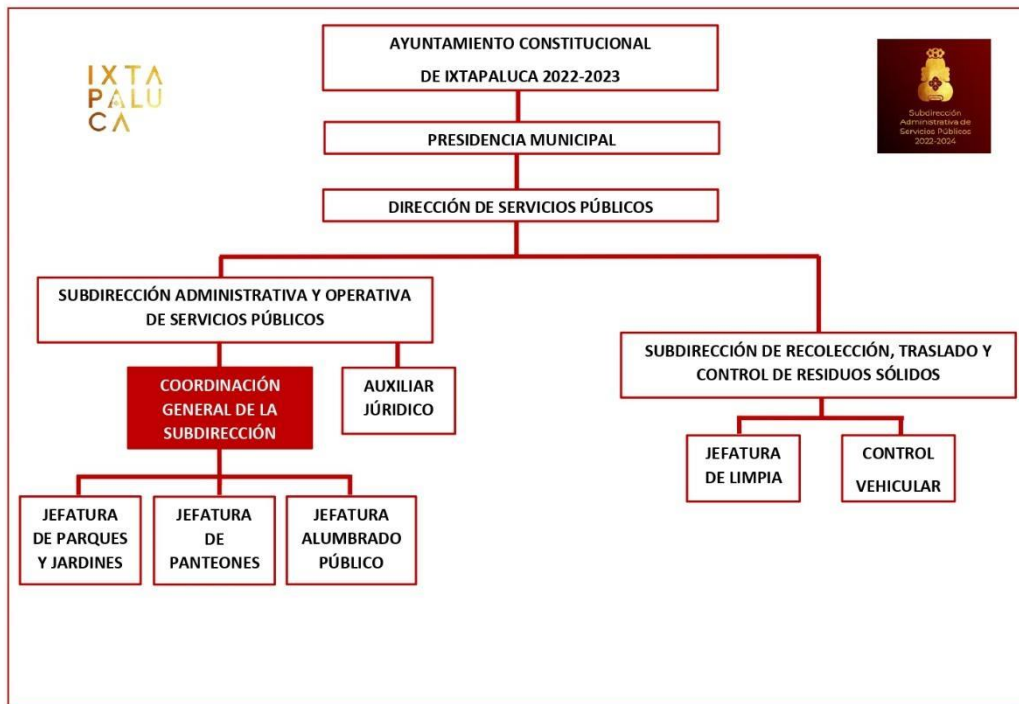 IXTA
PALU
CA
AYUNTAMIENTO CONSTITUCIONAL
DE IXTAPALUCA 2022-2023
Subdirección
Administrativa de
Servicios Públicos
2022-2024
PRESIDENCIA MUNICIPAL
DIRECCIÓN DE SERVICIOS PÚBLICOS
SUBDIRECCIÓN ADMINISTRATIVA Y OPERATIVA
DE SERVICIOS PÚBLICOS
SUBDIRECCIÓN DE RECOLECCIÓN, TRASLADO Y
CONTROL DE RESIDUOS SÓLIDOS
COORDINACIÓN
GENERAL DE LA
SUBDIRECCIÓN
AUXILIAR
JÚRIDICO
JEFATURA
DE LIMPIA
CONTROL
VEHICULAR
JEFATURA
DE PARQUES
Y JARDINES
JEFATURA
DE
PANTEONES
JEFATURA
ALUMBRADO
PÚBLICO